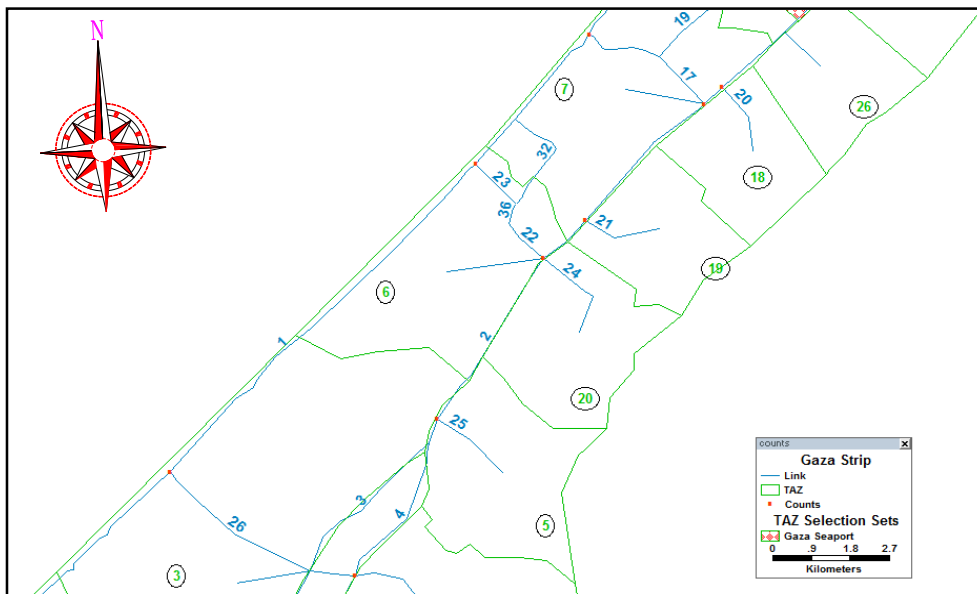 N
19
7
17
20
26
32
18
23
36
21
22
24
19
6
1
2
20
25
3
4
5
26
3
counts x
Gaza Strip
Link
TAZ
Counts
TAZ Selection Sets
Gaza Seaport
0 .9 1.8 2.7
Kilometers